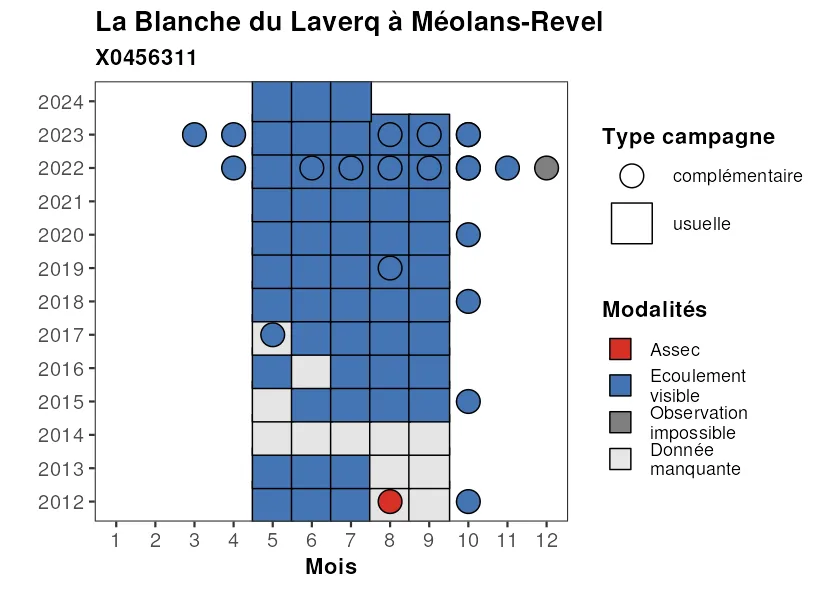 La Blanche du Laverq à Méolans-Revel
X0456311
2024
2023
2022
2021
2020
2019
2018
2017
2016
2015
2014
2013
2012
1 2 3 4 5 6 7 8 9 10 11 12
Mois
Type campagne
complémentaire
usuelle
Modalités
Assec
Ecoulement
visible
Observation
impossible
Donnée
manquante